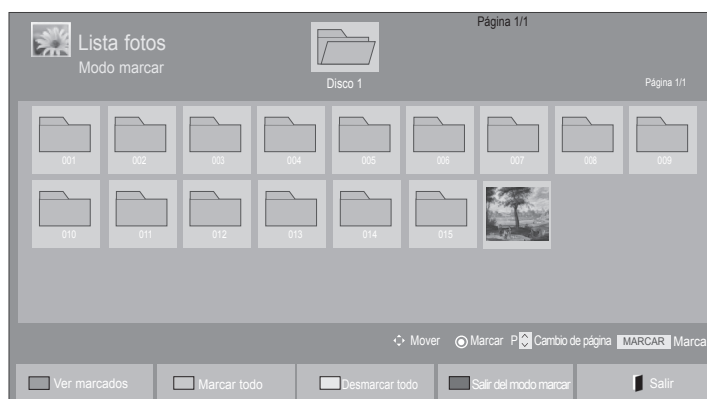 Página 1/1
Lista fotos
Modo marcar
Disco 1
Página 1/1
001 002 003 004 005 006 007 008 009
010 011 012 013 014 015
Mover Marcar P Cambio de página MARCAR Marca
Ver marcados Marcar todo Desmarcar todo Salir del modo marcar Salir